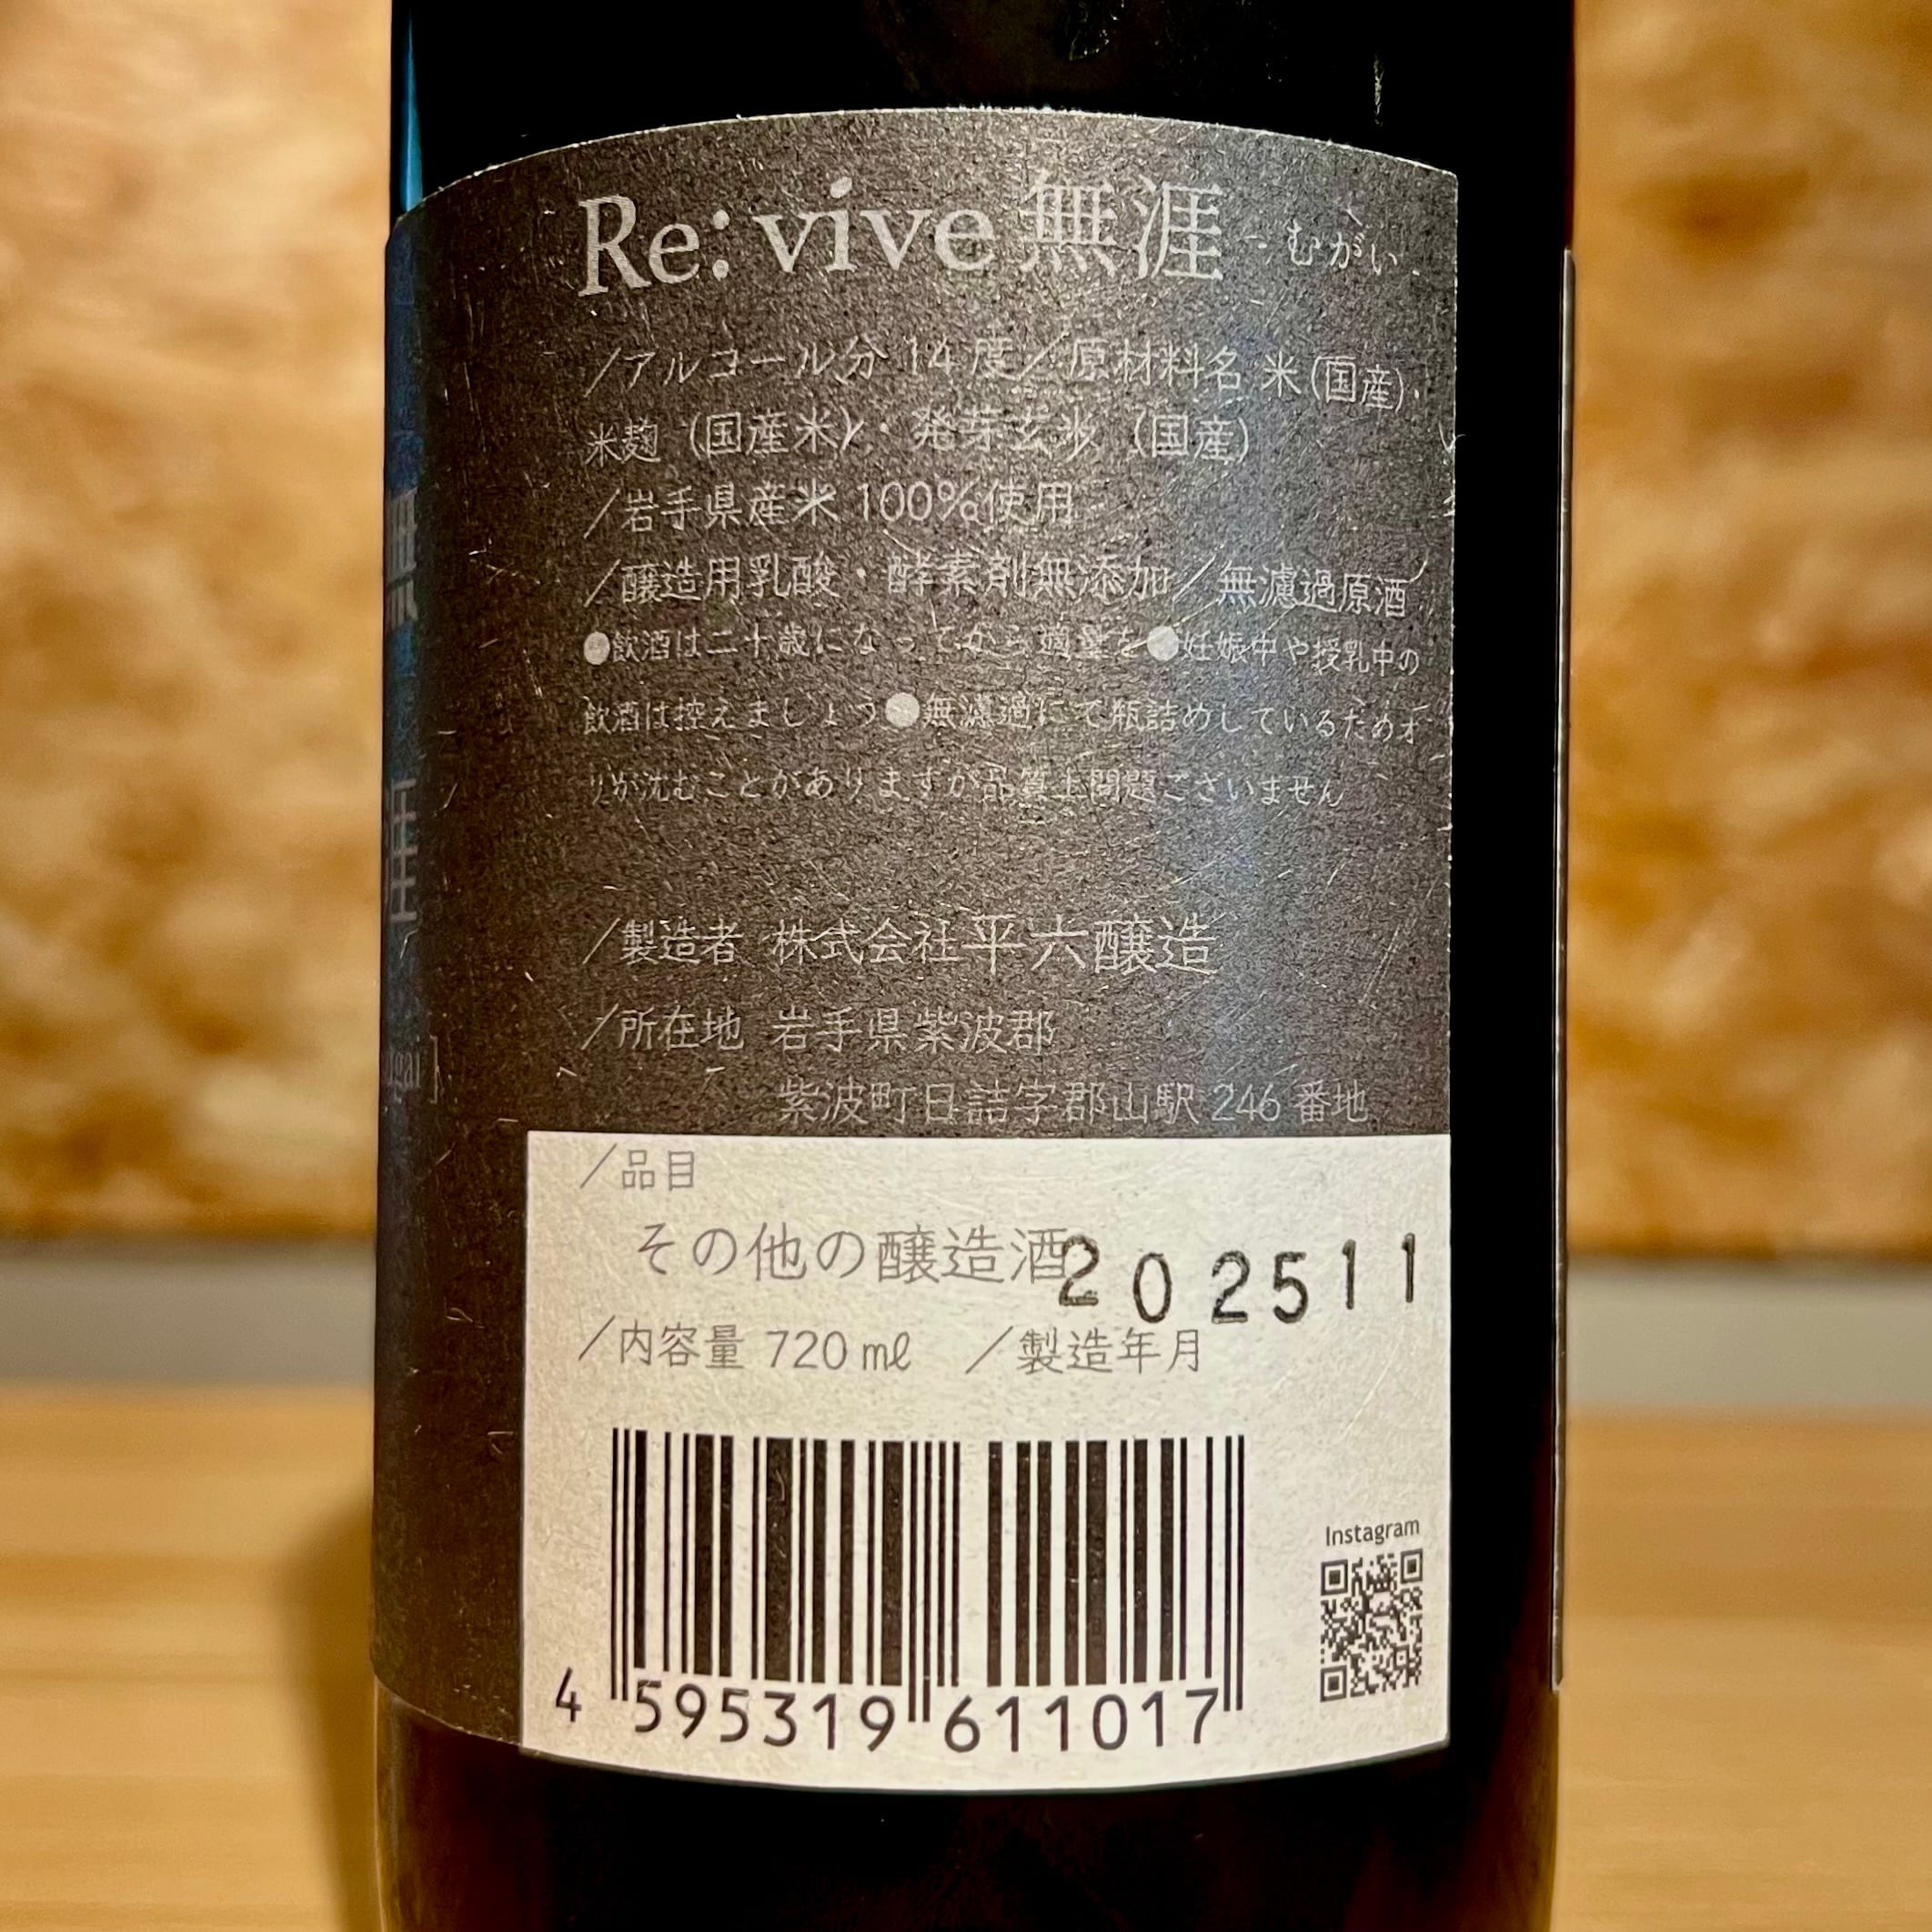 Re:vive 無涯 - むがい -
／アルコール分 14 度／原材料名 米(国産)・
米麹（国産米）・発芽玄米（国産）
／岩手県産米 100%使用
／醸造用乳酸・酵素剤無添加／無濾過原酒
●飲酒は二十歳になってから適量を●妊娠中や授乳中の
飲酒は控えましょう●無濾過にて瓶詰めしているためオ
リが沈むことがありますが品質上問題ございません
／製造者 株式会社平六醸造
／所在地 岩手県紫波郡
紫波町日詰字郡山駅 246 番地
／品目
その他の醸造酒
202511
／内容量 720 ml ／製造年月
Instagram
4 595319 611017
無涯
gai]